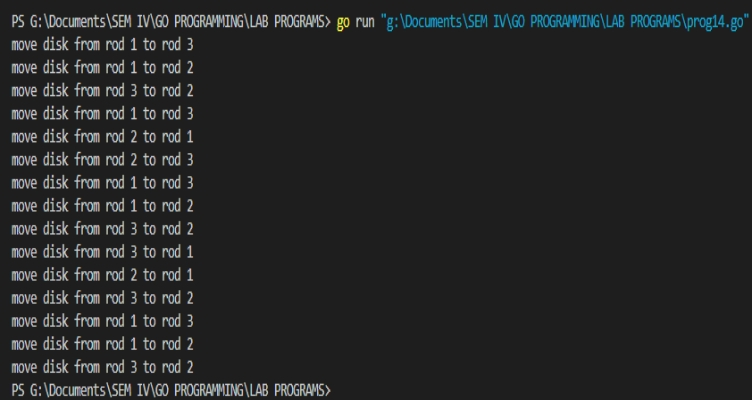 PS G:\Documents\SEM IV\GO PROGRAMMING\LAB PROGRAMS> go run "g:\Documents\SEM IV\GO PROGRAMMING\LAB PROGRAMS\prog14.go"
move disk from rod 1 to rod 3
move disk from rod 1 to rod 2
move disk from rod 3 to rod 2
move disk from rod 1 to rod 3
move disk from rod 2 to rod 1
move disk from rod 2 to rod 3
move disk from rod 1 to rod 3
move disk from rod 1 to rod 2
move disk from rod 3 to rod 2
move disk from rod 3 to rod 1
move disk from rod 2 to rod 1
move disk from rod 3 to rod 2
move disk from rod 1 to rod 3
move disk from rod 1 to rod 2
move disk from rod 3 to rod 2
PS G:\Documents\SEM IV\GO PROGRAMMING\LAB PROGRAMS>